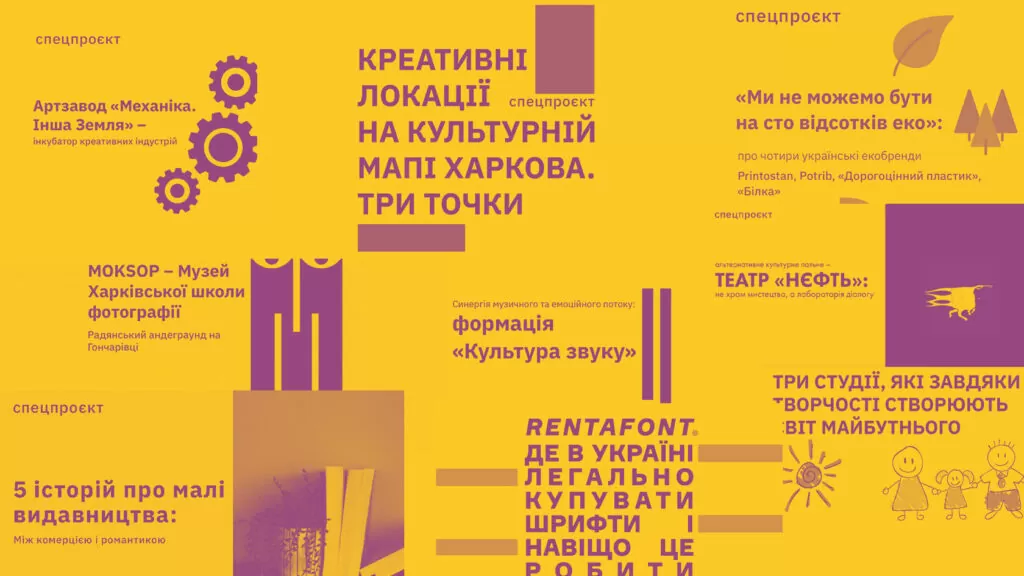 спецпроєкт
Артзавод «Механіка.
Інша Земля» –
інкубатор креативних індустрій
КРЕАТИВНІ
ЛОКАЦІЇ
спецпроєкт
НА КУЛЬТУРНІЙ
МАПІ ХАРКОВА.
ТРИ ТОЧКИ
спецпроєкт
«Ми не можемо бути
на сто відсотків еко»:
про чотири українські екобренди
Printostan, Potrib, «Дорогоцінний пластик»,
«Білка»
MOKSOP – Музей
Харківської школи
фотографії
Радянський андеґраунд на
Гончарівці
Синергія музичного та емоційного потоку:
формація
«Культура звуку»
спецпроєкт
альтернативне культурне пальне –
ТЕАТР «НЄФТЬ»:
не храм мистецтва, а лабораторія діалогу
ТРИ СТУДІЇ, ЯКІ ЗАВДЯКИ
ТВОРЧОСТІ СТВОРЮЮТЬ
СВІТ МАЙБУТНЬОГО
спецпроєкт
5 історій про малі
видавництва:
Між комерцією і романтикою
RENTAFONT®
ДЕ В УКРАЇНІ
ЛЕГАЛЬНО
КУПУВАТИ
ШРИФТИ І
НАВІЩО ЦЕ
РОБИТИ